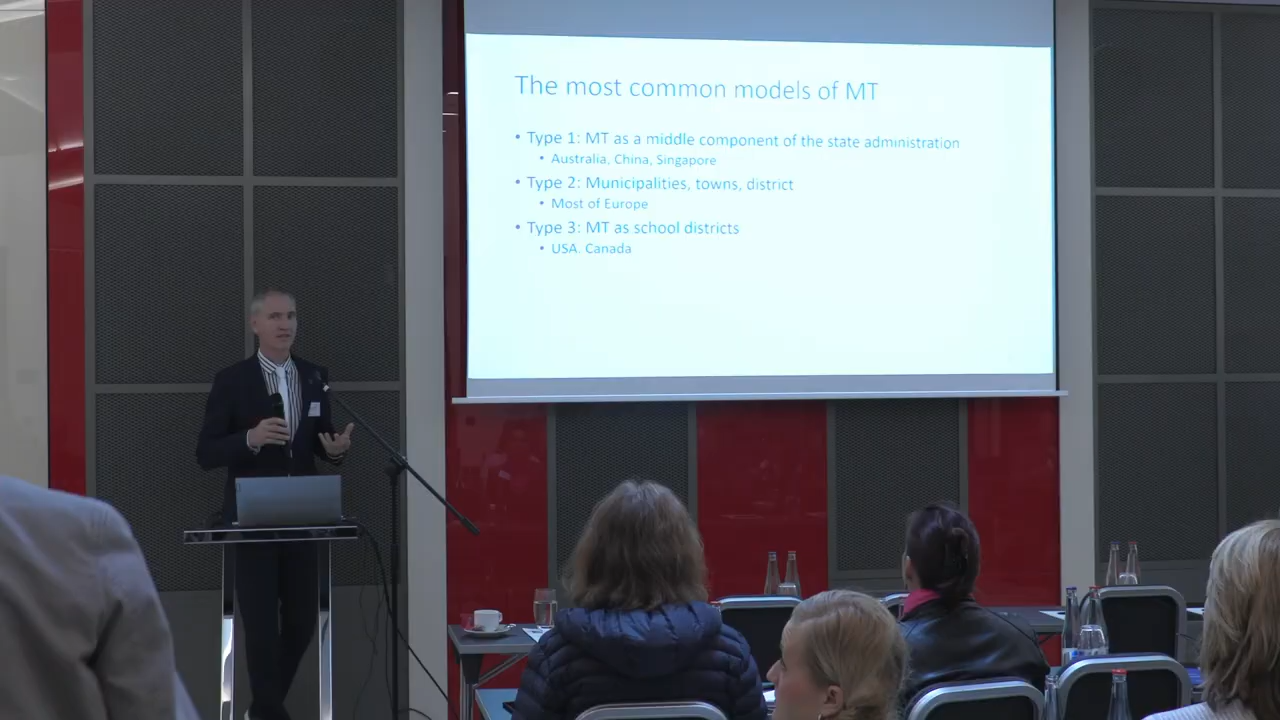 The most common models of MT
• Type 1: MT as a middle component of the state administration
• Australia, China, Singapore
• Type 2: Municipalities, towns, district
• Most of Europe
• Type 3: MT as school districts
• USA. Canada